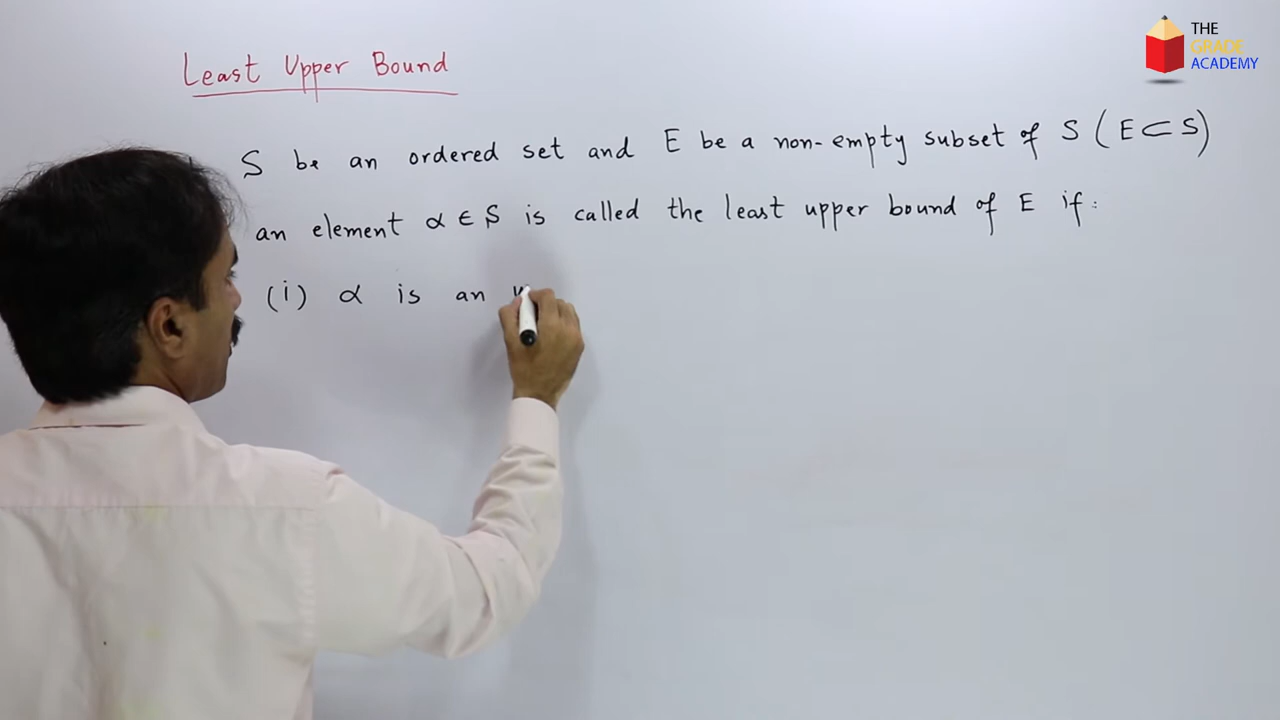 Least Upper Bound
S be an ordered set and E be a non-empty subset of S (E ⊂ S)
an element α ∈ S is called the least upper bound of E if:
(i) α is an
THE
GRADE
ACADEMY